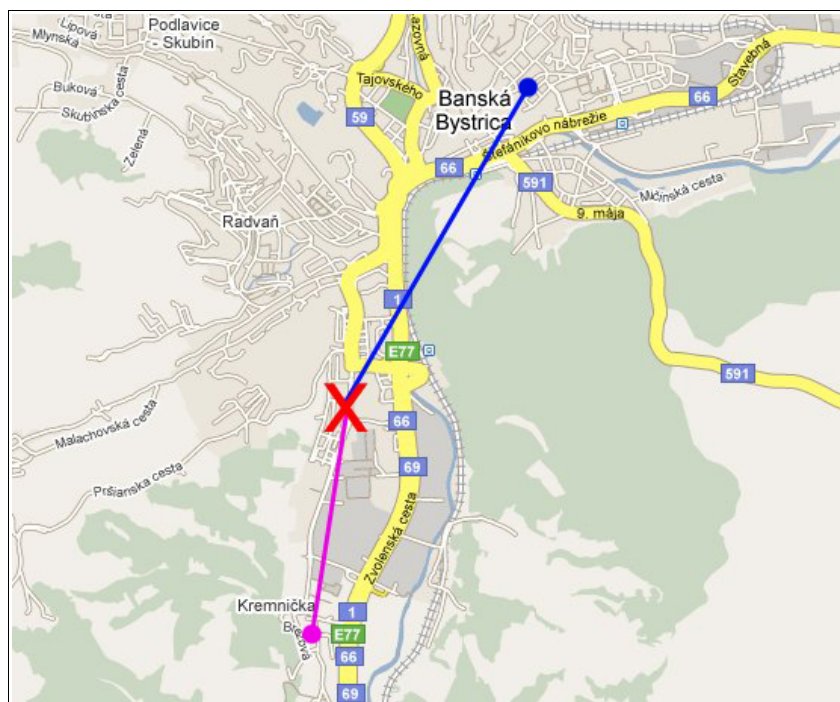 Podlavice
- Skubín
Lipová
Mlynská
Buková
Skubínska cesta
Zelená
59
Tajovského
Banská
Bystrica
66
Štefánikovo nábrežie
66
Stavebná
591
Mičinská cesta
9. mája
Radvaň
1
E77
591
X
66
Malachovská cesta
69
Pršianska cesta
Zvolenská cesta
Kremnička
1
E77
66
69